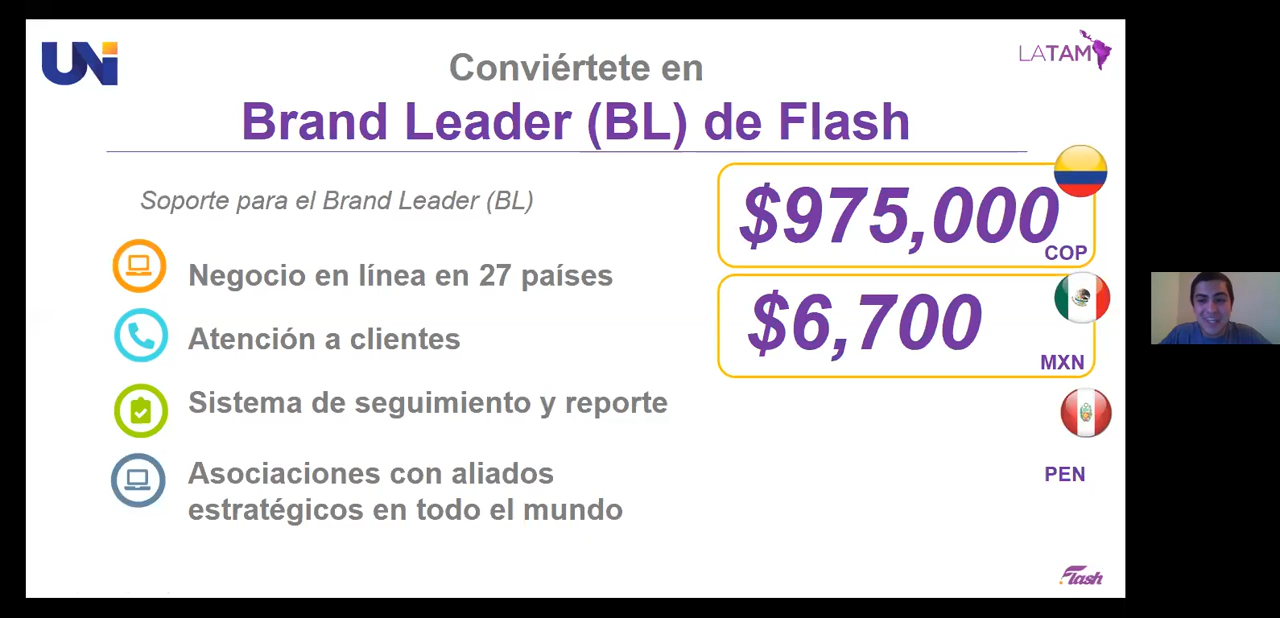 UNi
LATAM
Conviértete en
Brand Leader (BL) de Flash
Soporte para el Brand Leader (BL)
Negocio en línea en 27 países
Atención a clientes
Sistema de seguimiento y reporte
Asociaciones con aliados
estratégicos en todo el mundo
$975,000
COP
$6,700
MXN
PEN
Flash